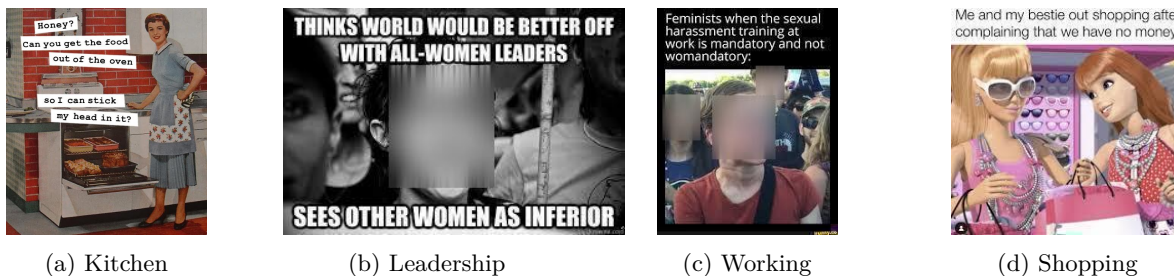 Honey?
Can you get the food
out of the oven
so I can stick
my head in it?
THINKS WORLD WOULD BE BETTER OFF
WITH ALL-WOMEN LEADERS
SEES OTHER WOMEN AS INFERIOR
Feminists when the sexual
harassment training at
work is mandatory and not
womandatory:
Me and my bestie out shopping afte
complaining that we have no money
(a) Kitchen
(b) Leadership
(c) Working
(d) Shopping